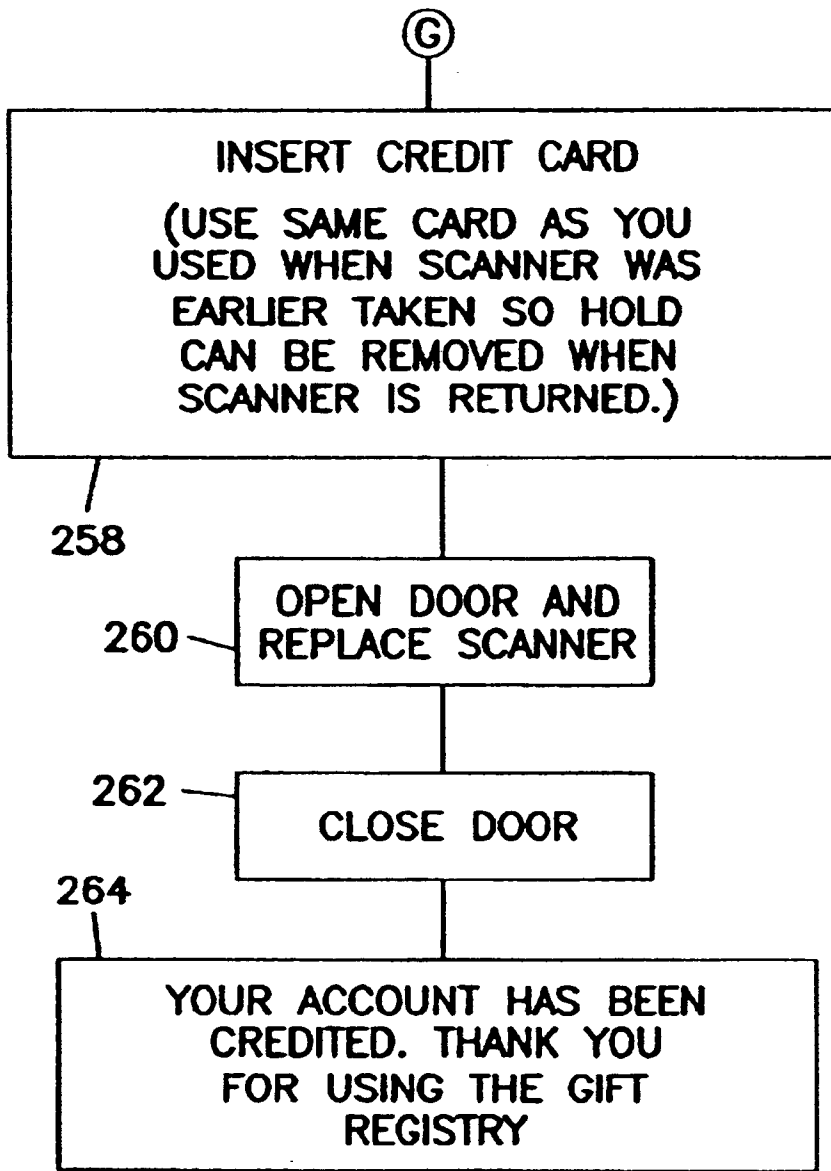 G
INSERT CREDIT CARD
(USE SAME CARD AS YOU
USED WHEN SCANNER WAS
EARLIER TAKEN SO HOLD
CAN BE REMOVED WHEN
SCANNER IS RETURNED.)
258
OPEN DOOR AND
REPLACE SCANNER
260
262
CLOSE DOOR
264
YOUR ACCOUNT HAS BEEN
CREDITED. THANK YOU
FOR USING THE GIFT
REGISTRY